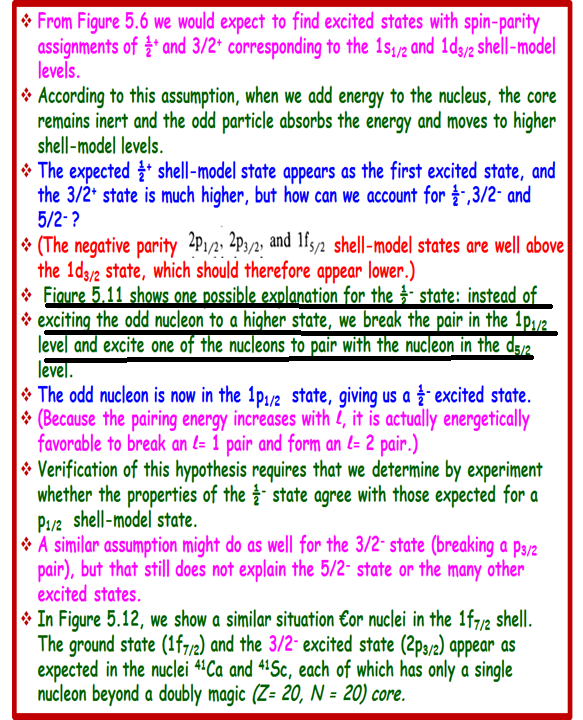 ❖ From Figure 5.6 we would expect to find excited states with spin-parity
assignments of ½⁺ and 3/2⁺ corresponding to the 1s₁/₂ and 1d₃/₂ shell-model
levels.
❖ According to this assumption, when we add energy to the nucleus, the core
remains inert and the odd particle absorbs the energy and moves to higher
shell-model levels.
❖ The expected ½⁺ shell-model state appears as the first excited state, and
the 3/2⁺ state is much higher, but how can we account for ½⁻, 3/2⁻ and
5/2⁻ ?
❖ (The negative parity 2p₁/₂, 2p₃/₂, and 1f₅/₂ shell-model states are well above
the 1d₃/₂ state, which should therefore appear lower.)
❖ Figure 5.11 shows one possible explanation for the ½⁻ state: instead of
❖ exciting the odd nucleon to a higher state, we break the pair in the 1p₁/₂
level and excite one of the nucleons to pair with the nucleon in the d₅/₂
level.
❖ The odd nucleon is now in the 1p₁/₂ state, giving us a ½⁻ excited state.
❖ (Because the pairing energy increases with ℓ, it is actually energetically
favorable to break an ℓ= 1 pair and form an ℓ= 2 pair.)
❖ Verification of this hypothesis requires that we determine by experiment
whether the properties of the ½⁻ state agree with those expected for a
p₁/₂ shell-model state.
❖ A similar assumption might do as well for the 3/2⁻ state (breaking a p₃/₂
pair), but that still does not explain the 5/2⁻ state or the many other
excited states.
❖ In Figure 5.12, we show a similar situation €or nuclei in the 1f₇/₂ shell.
The ground state (1f₇/₂) and the 3/2⁻ excited state (2p₃/₂) appear as
expected in the nuclei ⁴¹Ca and ⁴¹Sc, each of which has only a single
nucleon beyond a doubly magic (Z= 20, N = 20) core.